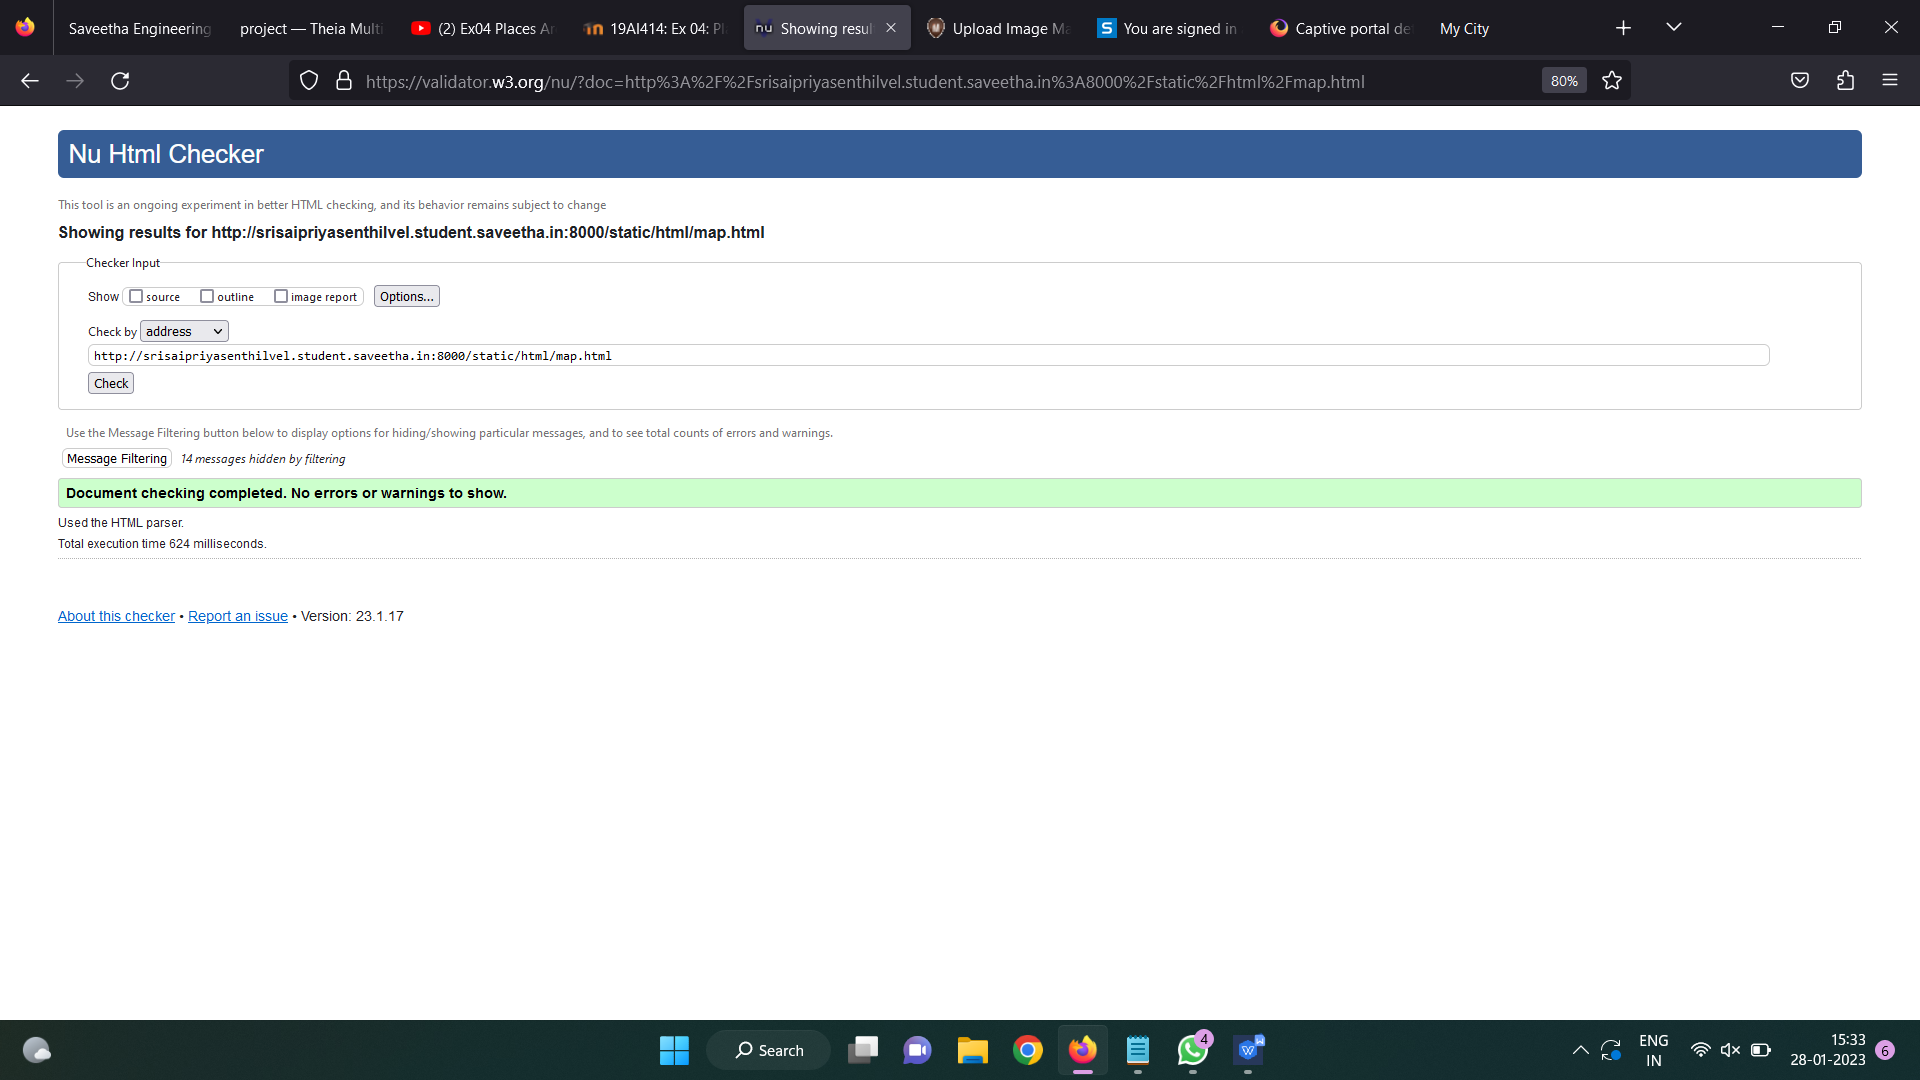 Saveetha Engineering
project — Theia Multi
(2) Ex04 Places Ar
19AI414: Ex 04: Pl
nu Showing resul
Upload Image Ma
You are signed in
Captive portal de
My City
https://validator.w3.org/nu/?doc=http%3A%2F%2Fsrisaipriyasenthilvel.student.saveetha.in%3A8000%2Fstatic%2Fhtml%2Fmap.html
80%
Nu Html Checker
This tool is an ongoing experiment in better HTML checking, and its behavior remains subject to change
Showing results for http://srisaipriyasenthilvel.student.saveetha.in:8000/static/html/map.html
Checker Input
Show source outline image report Options...
Check by address
http://srisaipriyasenthilvel.student.saveetha.in:8000/static/html/map.html
Check
Use the Message Filtering button below to display options for hiding/showing particular messages, and to see total counts of errors and warnings.
Message Filtering 14 messages hidden by filtering
Document checking completed. No errors or warnings to show.
Used the HTML parser.
Total execution time 624 milliseconds.
About this checker • Report an issue • Version: 23.1.17
Search
4
ENG
IN
15:33
28-01-2023
6